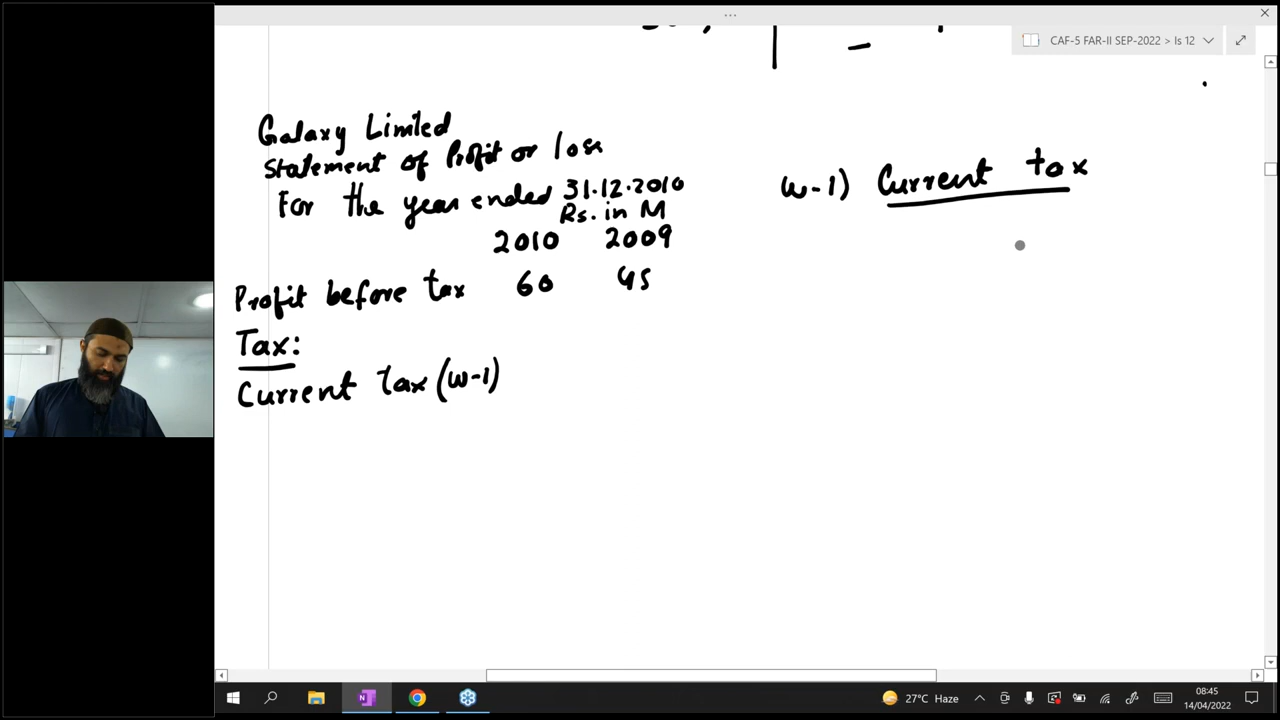 CAF-5 FAR-II SEP-2022 > Is 12
Galaxy Limited
Statement of Profit or loss
For the year ended 31.12.2010
Rs. in M
2010 2009
Profit before tax 60 45
Tax:
Current tax (w-1)
w-1) Current tax
27°C Haze
08:45
14/04/2022